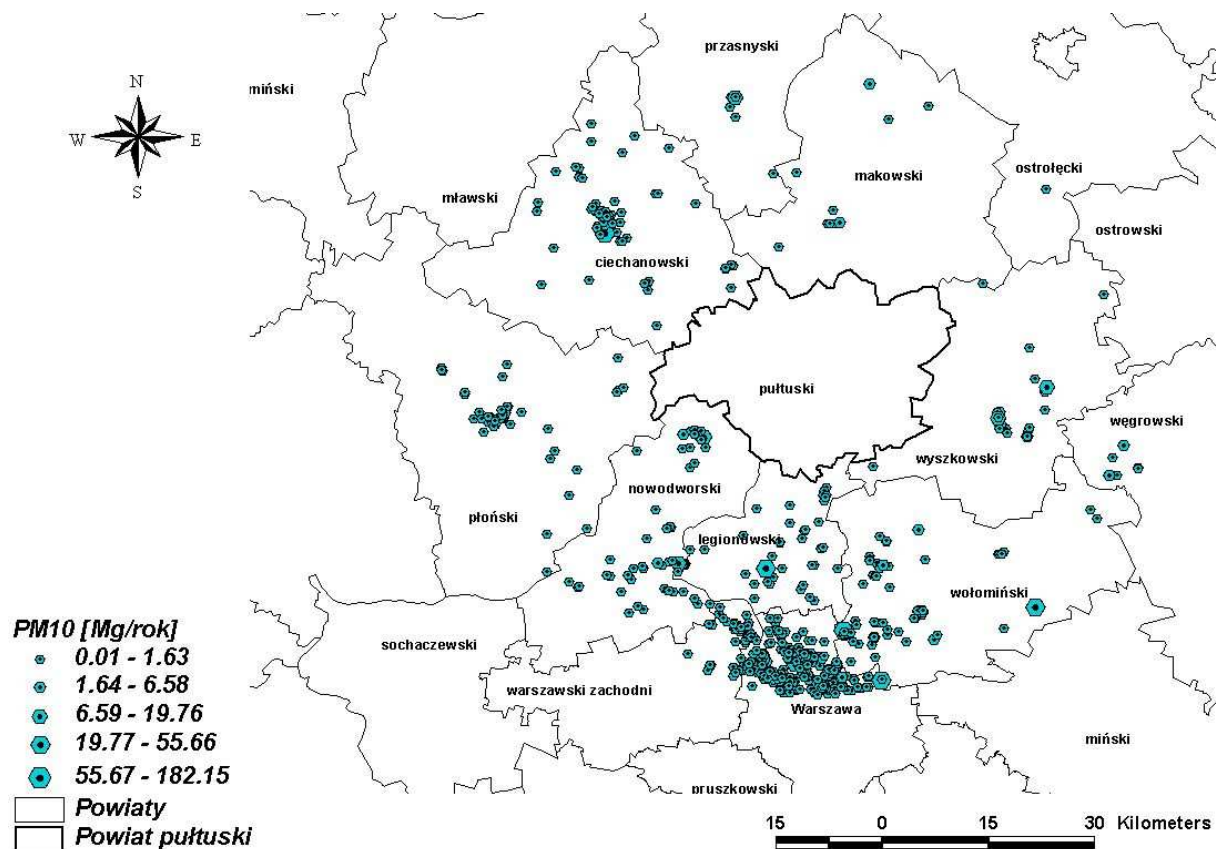 przasnyski
miński
N
W
E
S
makowski
ostrołęcki
mławski
ostrowski
ciechanowski
pułtuski
węgrowski
wyszkowski
nowodworski
płoński
legionowski
wołomiński
PM10 [Mg/rok]
0.01 - 1.63
1.64 - 6.58
6.59 - 19.76
19.77 - 55.66
55.67 - 182.15
Powiaty
Powiat pułtuski
sochaczewski
warszawski zachodni
Warszawa
miński
pruszkowski
15 0 15 30 Kilometers